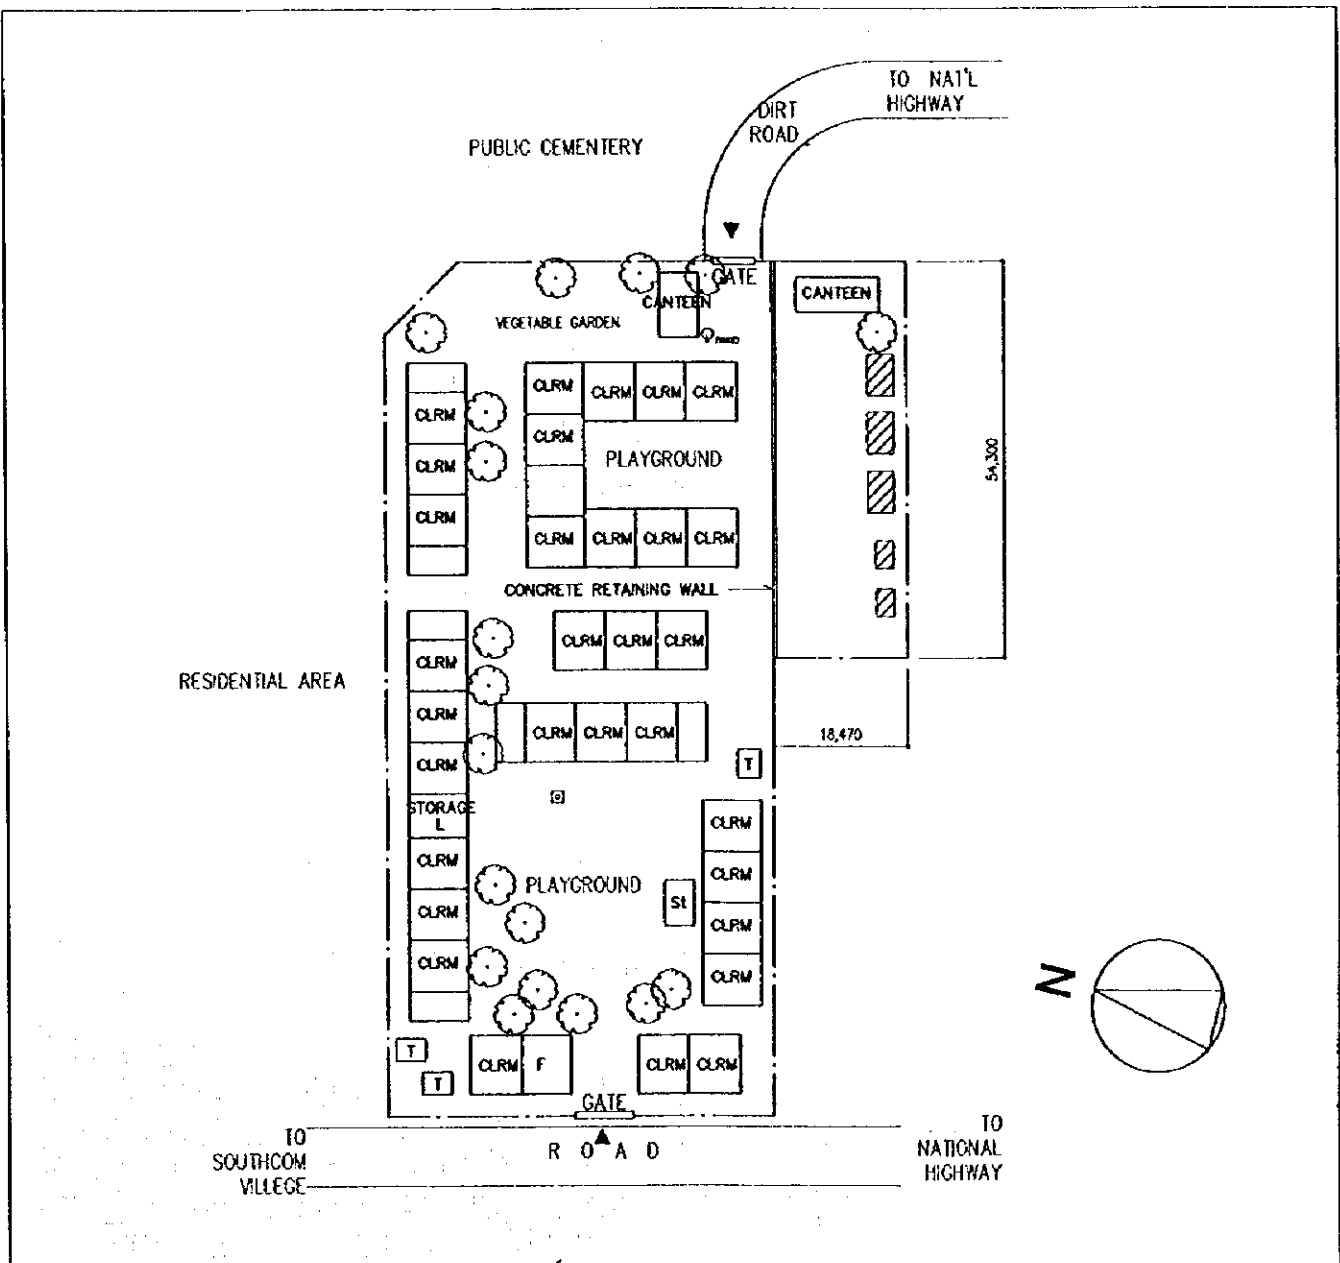 TO NAT'L
HIGHWAY
DIRT
ROAD
PUBLIC CEMENTERY
GATE
CANTEEN
CANTEEN
VEGETABLE GARDEN
CLRM
CLRM
CLRM
CLRM
CLRM
CLRM
CLRM
CLRM
CLRM
PLAYGROUND
54,300
CLRM
CLRM
CLRM
CLRM
CONCRETE RETAINING WALL
CLRM
CLRM
CLRM
CLRM
CLRM
CLRM
RESIDENTIAL AREA
CLRM
CLRM
CLRM
18,470
T
STORAGE
L
CLRM
CLRM
CLRM
CLRM
PLAYGROUND
St
CLRM
CLRM
CLRM
CLRM
N
T
T
CLRM
F
CLRM
CLRM
GATE
R O A D
TO
SOUTHCOM
VILLEGE
TO
NATIONAL
HIGHWAY